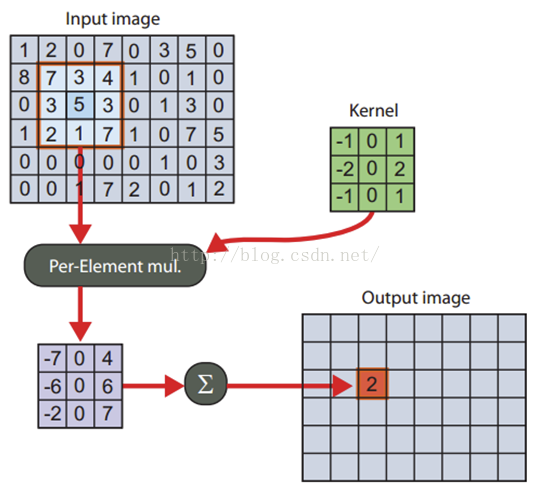 Input image
1 2 0 7 0 3 5 0
8 7 3 4 1 0 1 0
0 3 5 3 0 1 3 0
1 2 1 7 1 0 7 5
0 0 0 0 0 1 0 3
0 0 1 7 2 0 1 2
Kernel
-1 0 1
-2 0 2
-1 0 1
http://blog.csdn.net/
Per-Element mul.
Output image
-7 0 4
-6 0 6
-2 0 7
Σ
2